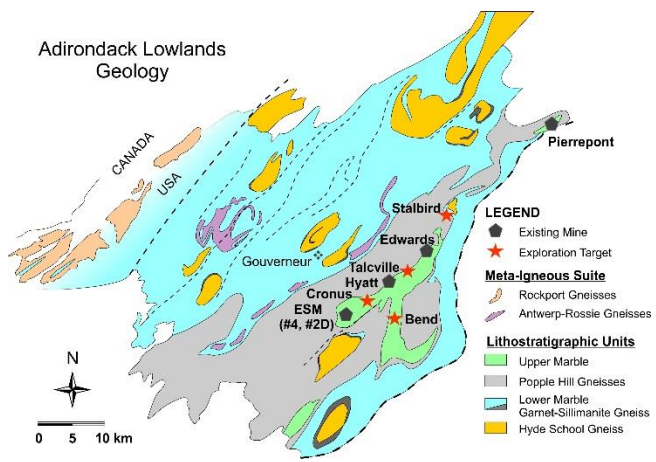 Adirondack Lowlands
Geology
CANADA
USA
Pierrepont
Stalbird
Edwards
Gouverneur
Talcville
Hyatt
Cronus
ESM
(#4, #2D)
Bend
N
0 5 10 km
LEGEND
Existing Mine
Exploration Target
Meta-Igneous Suite
Rockport Gneisses
Antwerp-Rossie Gneisses
Lithostratigraphic Units
Upper Marble
Popple Hill Gneisses
Lower Marble
Garnet-Sillimanite Gneiss
Hyde School Gneiss